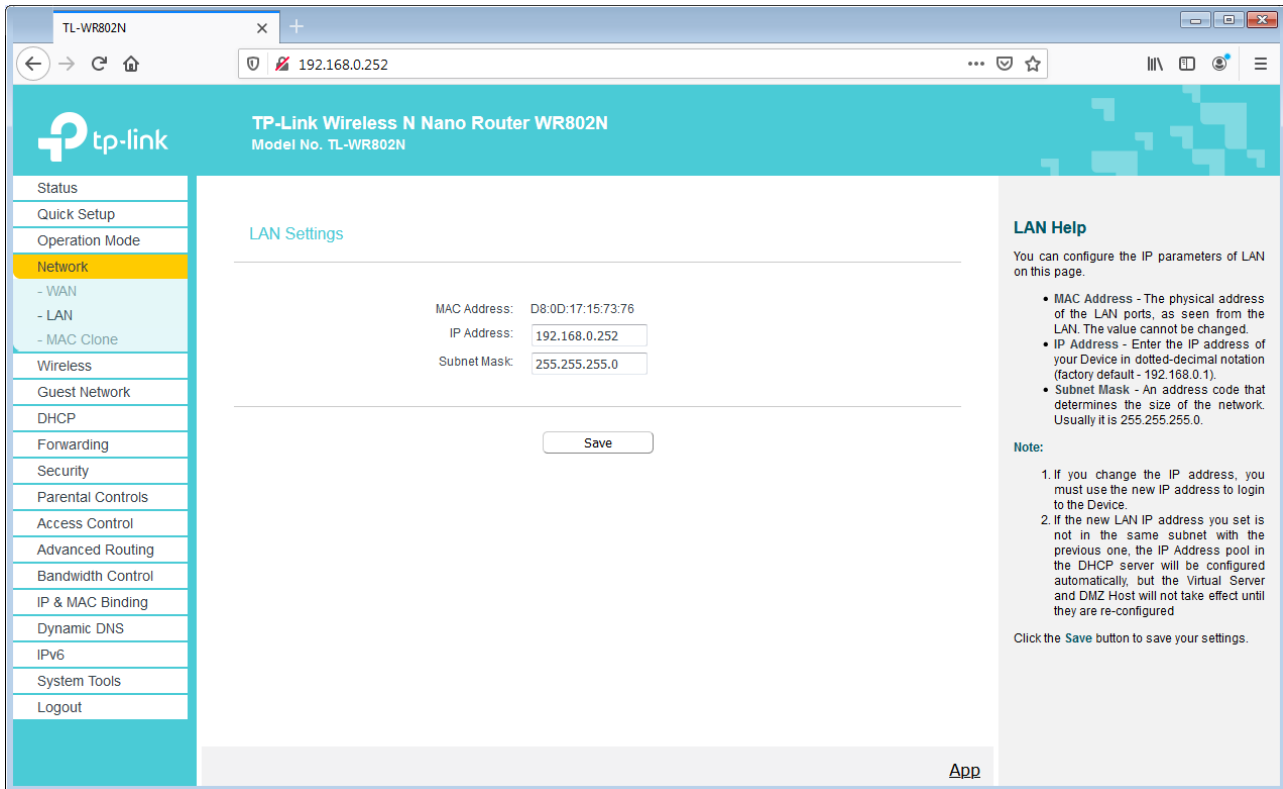 TL-WR802N
192.168.0.252
tp-link
TP-Link Wireless N Nano Router WR802N
Model No. TL-WR802N
Status
Quick Setup
Operation Mode
Network
- WAN
- LAN
- MAC Clone
Wireless
Guest Network
DHCP
Forwarding
Security
Parental Controls
Access Control
Advanced Routing
Bandwidth Control
IP & MAC Binding
Dynamic DNS
IPv6
System Tools
Logout
LAN Settings
MAC Address: D8:0D:17:15:73:76
IP Address: 192.168.0.252
Subnet Mask: 255.255.255.0
Save
App
LAN Help
You can configure the IP parameters of LAN
on this page.
• MAC Address - The physical address
of the LAN ports, as seen from the
LAN. The value cannot be changed.
• IP Address - Enter the IP address of
your Device in dotted-decimal notation
(factory default - 192.168.0.1).
• Subnet Mask - An address code that
determines the size of the network.
Usually it is 255.255.255.0.
Note:
1. If you change the IP address, you
must use the new IP address to login
to the Device.
2. If the new LAN IP address you set is
not in the same subnet with the
previous one, the IP Address pool in
the DHCP server will be configured
automatically, but the Virtual Server
and DMZ Host will not take effect until
they are re-configured
Click the Save button to save your settings.